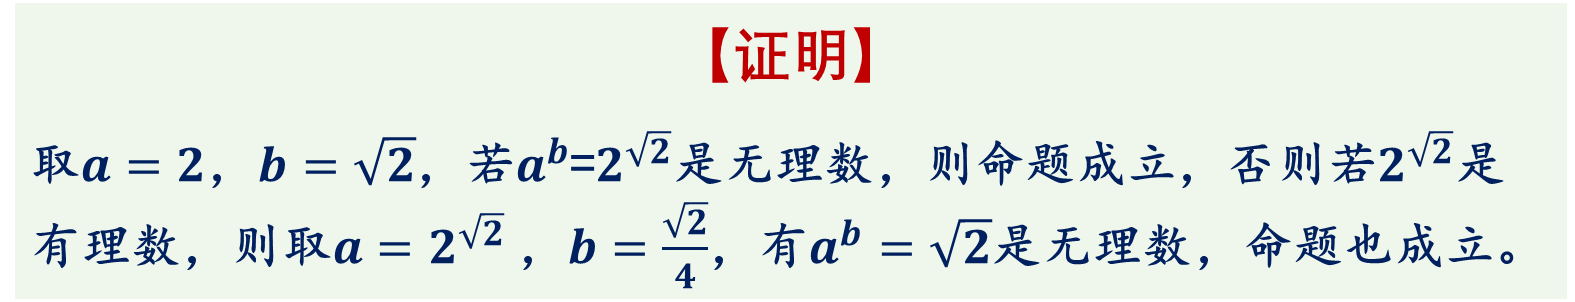 【证明】
取a = 2，b = √2，若a^b=2^√2是无理数，则命题成立，否则若2^√2是
有理数，则取a = 2^√2，b = √2/4，有a^b = √2是无理数，命题也成立。